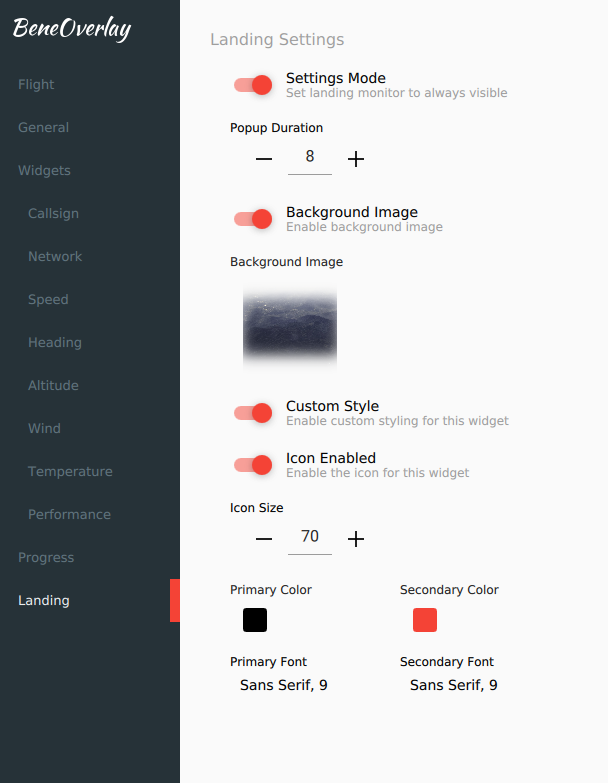 BeneOverlay
Flight
General
Widgets
Callsign
Network
Speed
Heading
Altitude
Wind
Temperature
Performance
Progress
Landing
Landing Settings
Settings Mode
Set landing monitor to always visible
Popup Duration
8
Background Image
Enable background image
Background Image
Custom Style
Enable custom styling for this widget
Icon Enabled
Enable the icon for this widget
Icon Size
70
Primary Color Secondary Color
Primary Font Secondary Font
Sans Serif, 9 Sans Serif, 9